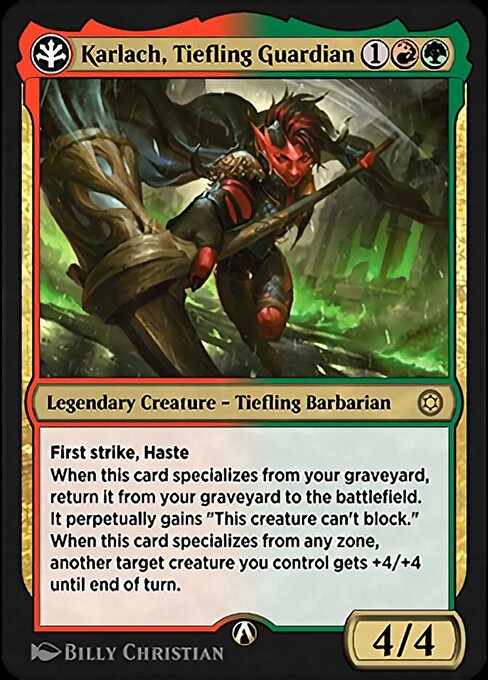 Karlach, Tiefling Guardian 1
Legendary Creature – Tiefling Barbarian
First strike, Haste
When this card specializes from your graveyard,
return it from your graveyard to the battlefield.
It perpetually gains "This creature can't block."
When this card specializes from any zone,
another target creature you control gets +4/+4
until end of turn.
4/4
BILLY CHRISTIAN